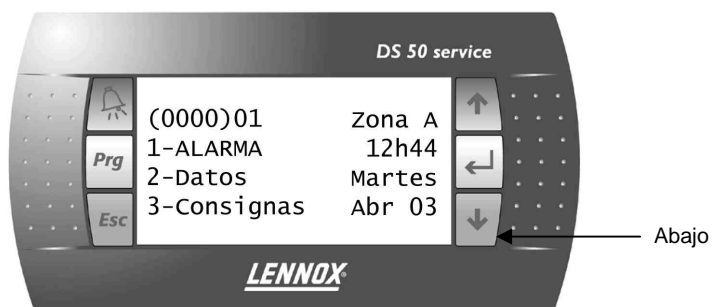 DS 50 service
(0000)01 Zona A
1-ALARMA 12h44
2-Datos Martes
3-Consignas Abr 03
Prg
Esc
Abajo
LENNOX